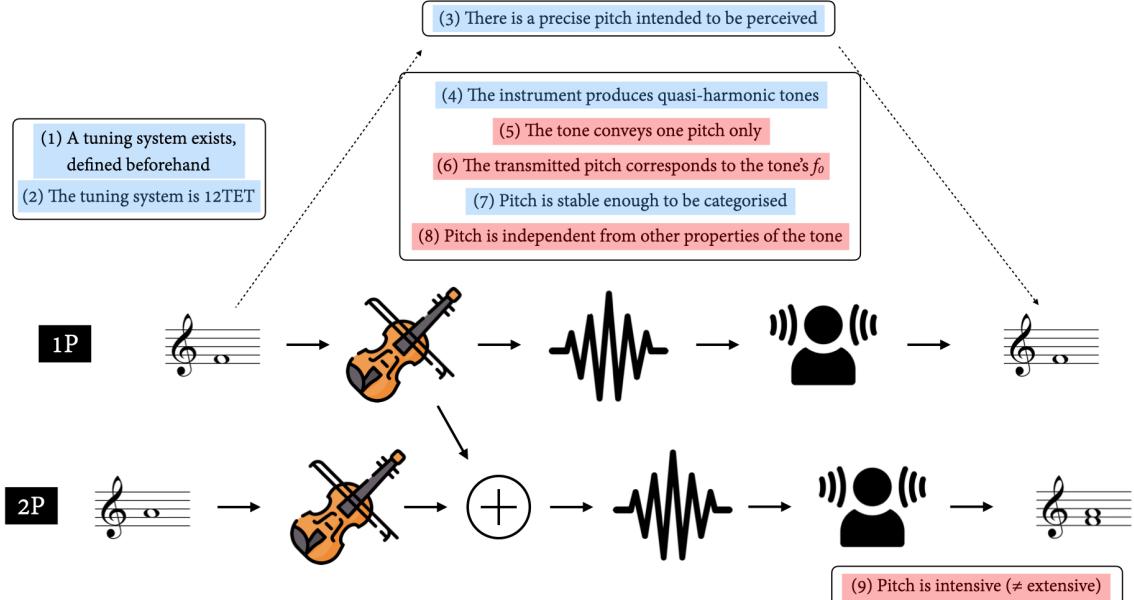 (3) There is a precise pitch intended to be perceived
(4) The instrument produces quasi-harmonic tones
(1) A tuning system exists,
defined beforehand
(2) The tuning system is 12TET
(5) The tone conveys one pitch only
(6) The transmitted pitch corresponds to the tone's f₀
(7) Pitch is stable enough to be categorised
(8) Pitch is independent from other properties of the tone
1P
2P
(9) Pitch is intensive (≠ extensive)